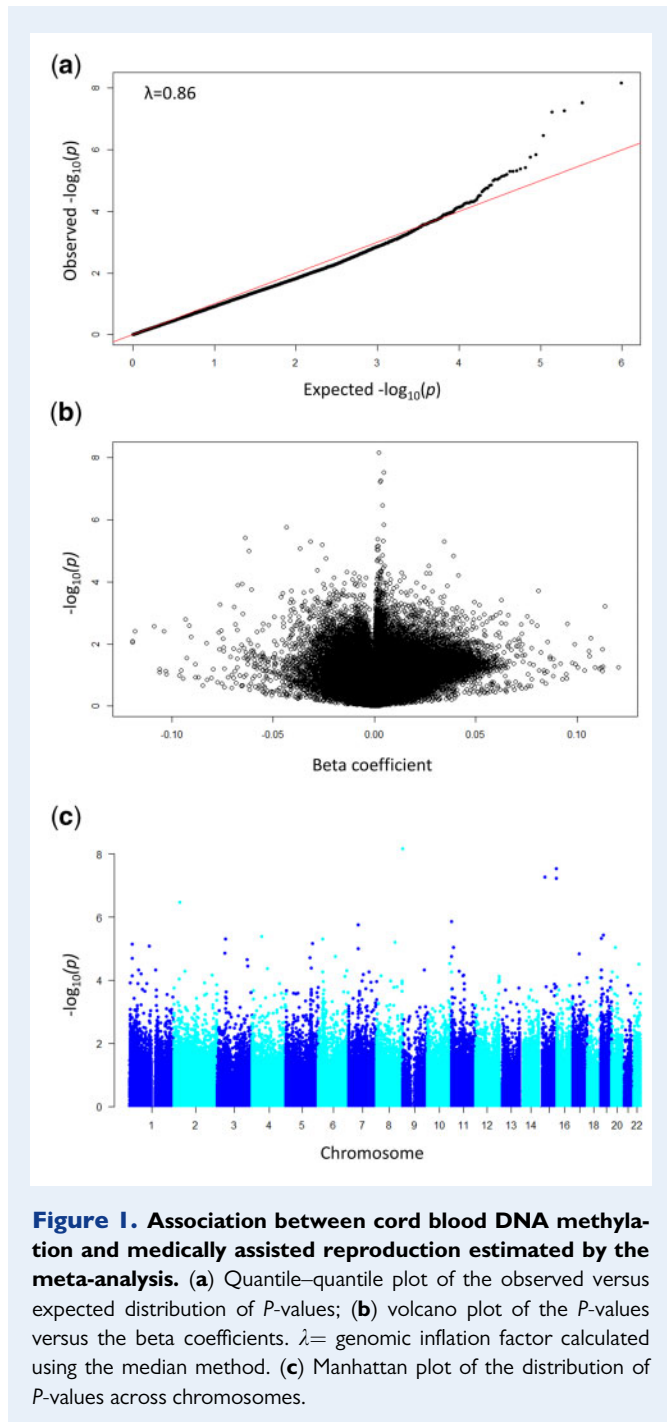 (a)
λ=0.86
8
6
4
2
0
Observed -log10(p)
0 1 2 3 4 5 6
Expected -log10(p)
(b)
8
6
4
2
0
-log10(p)
-0.10 -0.05 0.00 0.05 0.10
Beta coefficient
(c)
8
6
4
2
0
-log10(p)
1 2 3 4 5 6 7 8 9 10 11 12 13 14 15 16 18 20 22
Chromosome
Figure 1. Association between cord blood DNA methyla-
tion and medically assisted reproduction estimated by the
meta-analysis. (a) Quantile–quantile plot of the observed versus
expected distribution of P-values; (b) volcano plot of the P-values
versus the beta coefficients. λ= genomic inflation factor calculated
using the median method. (c) Manhattan plot of the distribution of
P-values across chromosomes.